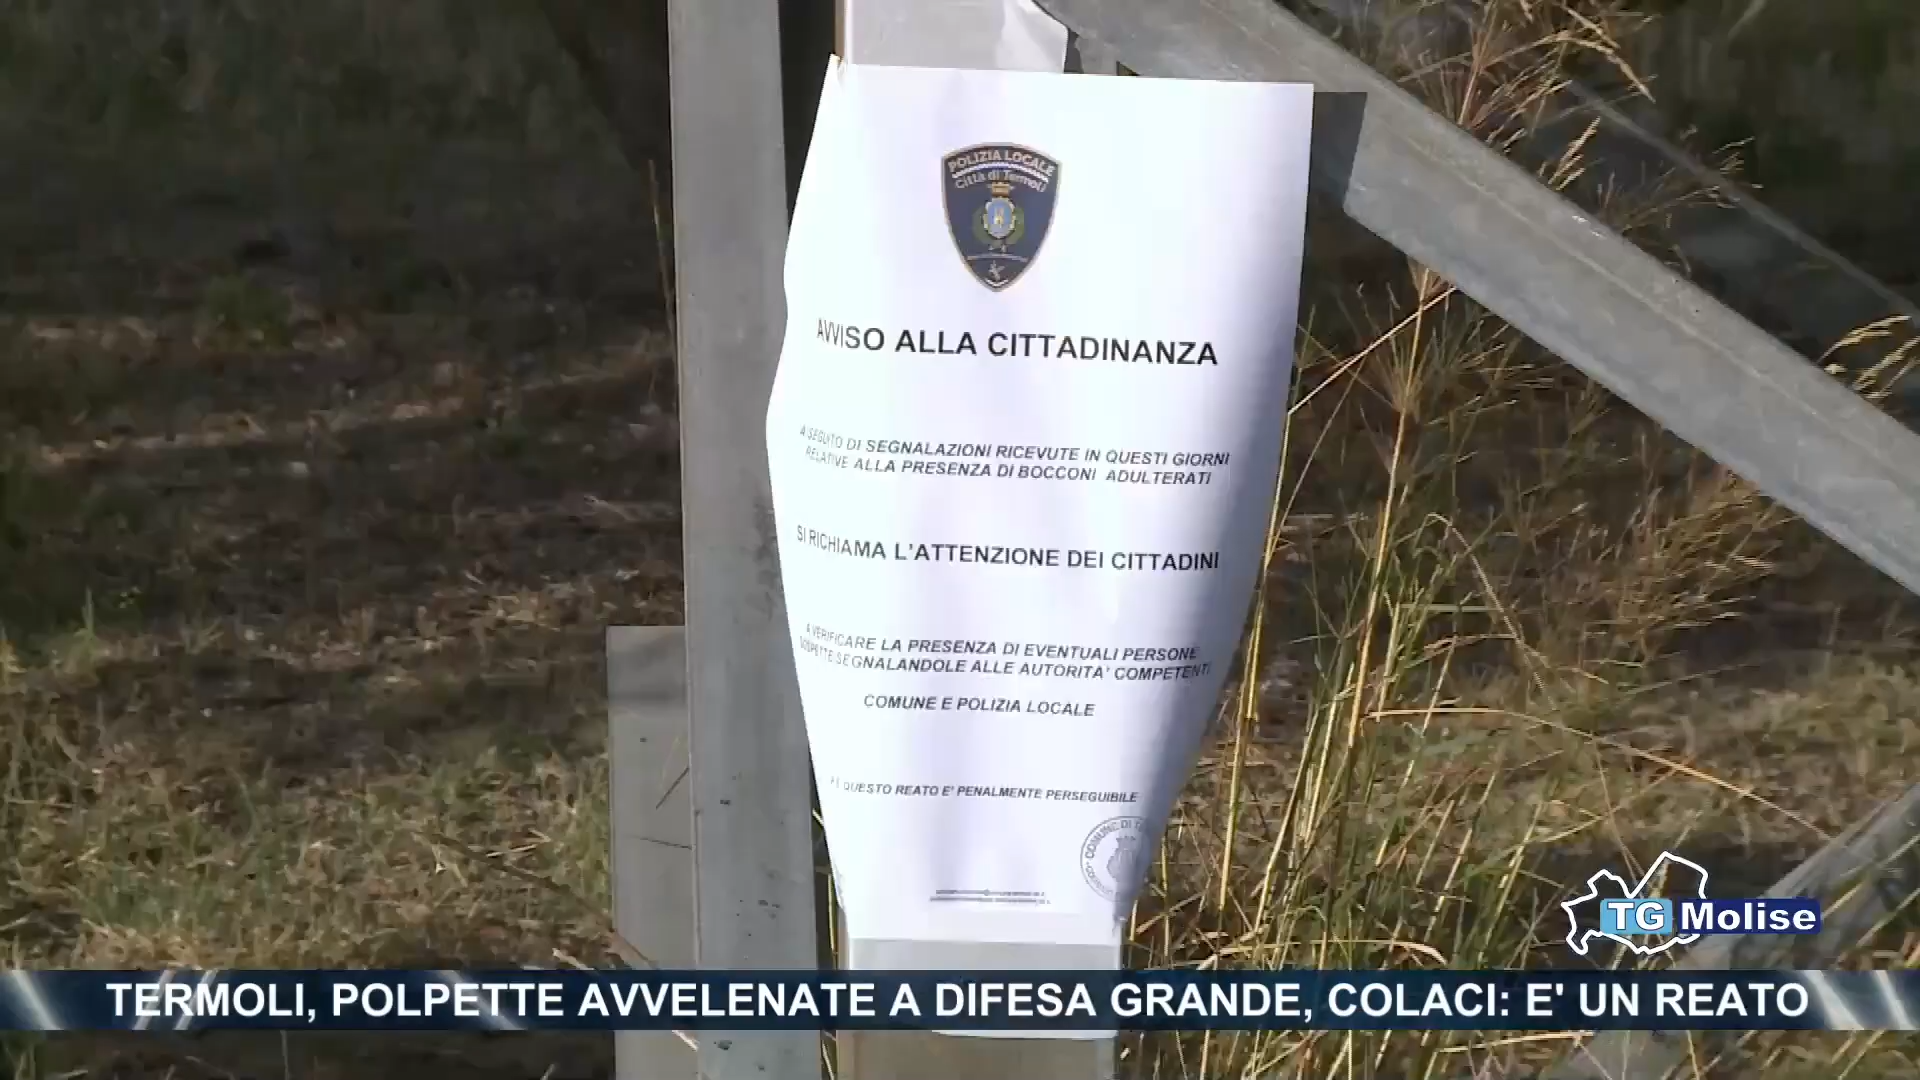 POLIZIA LOCALE
Città di Termoli
AVVISO ALLA CITTADINANZA
A SEGUITO DI SEGNALAZIONI RICEVUTE IN QUESTI GIORNI
RELATIVE ALLA PRESENZA DI BOCCONI ADULTERATI
SI RICHIAMA L'ATTENZIONE DEI CITTADINI
A VERIFICARE LA PRESENZA DI EVENTUALI PERSONE
SOSPETTE SEGNALANDOLE ALLE AUTORITA' COMPETENTI
COMUNE E POLIZIA LOCALE
QUESTO REATO E' PENALMENTE PERSEGUIBILE
COMUNE DI
TG Molise
TERMOLI, POLPETTE AVVELENATE A DIFESA GRANDE, COLACI: E' UN REATO